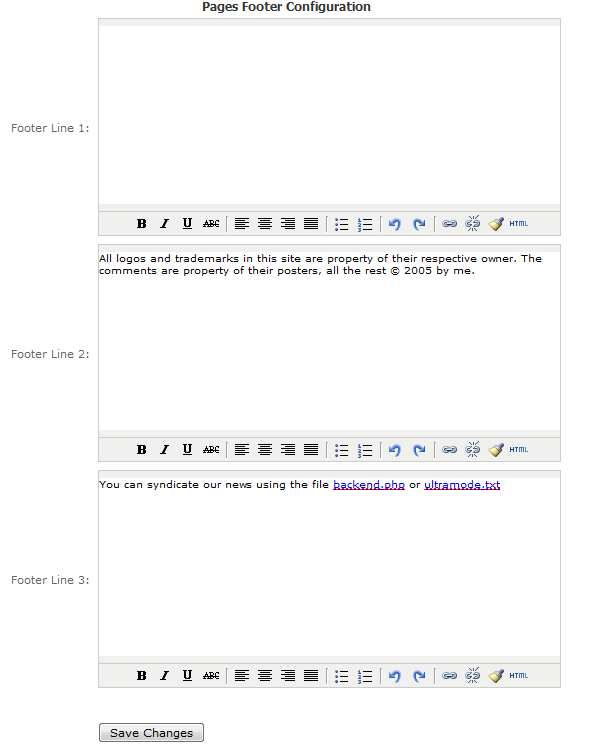 Pages Footer Configuration
Footer Line 1:
B I U ABC HTML
All logos and trademarks in this site are property of their respective owner. The
comments are property of their posters, all the rest © 2005 by me.
Footer Line 2:
B I U ABC HTML
You can syndicate our news using the file backend.php or ultramode.txt
Footer Line 3:
B I U ABC HTML
Save Changes